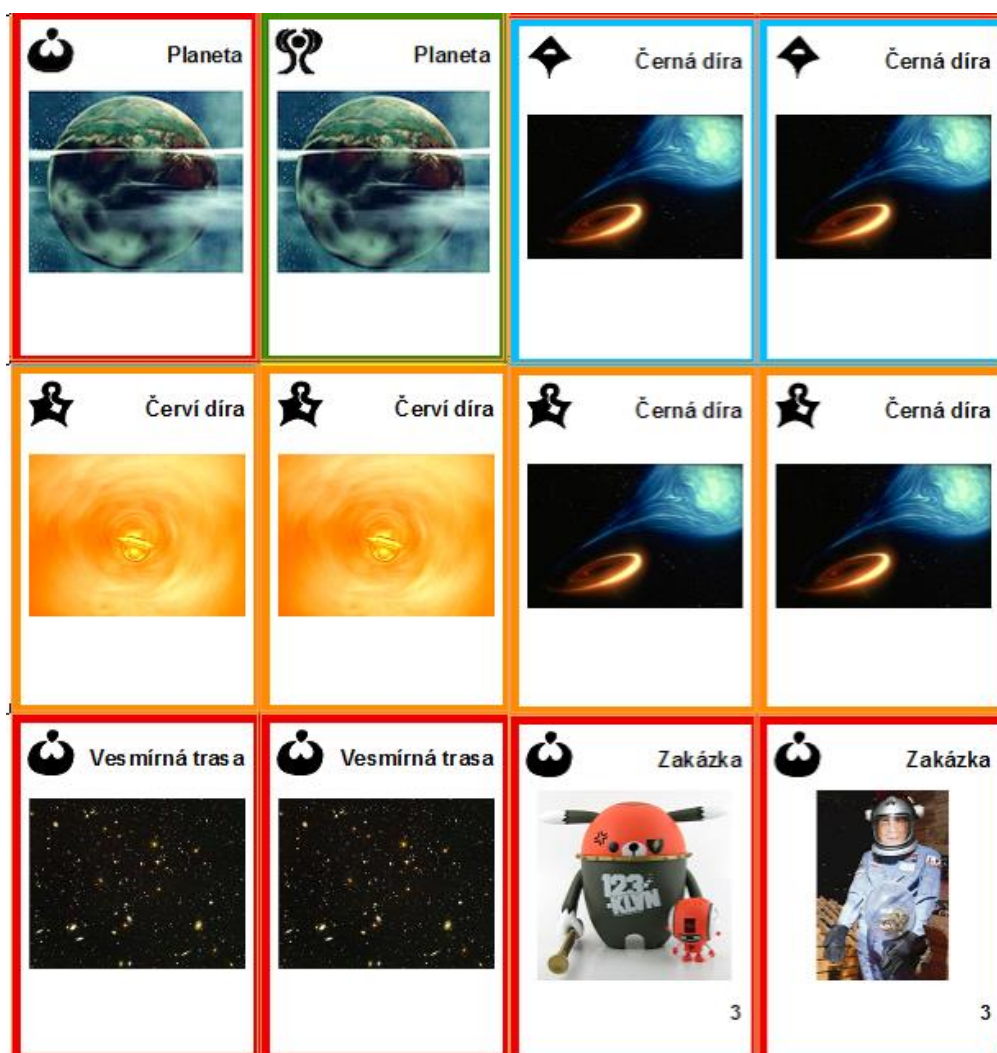 Planeta
Planeta
Černá díra
Černá díra
Červí díra
Červí díra
Černá díra
Černá díra
Vesmírná trasa
Vesmírná trasa
Zakázka
Zakázka
123-
KLAN
3
3